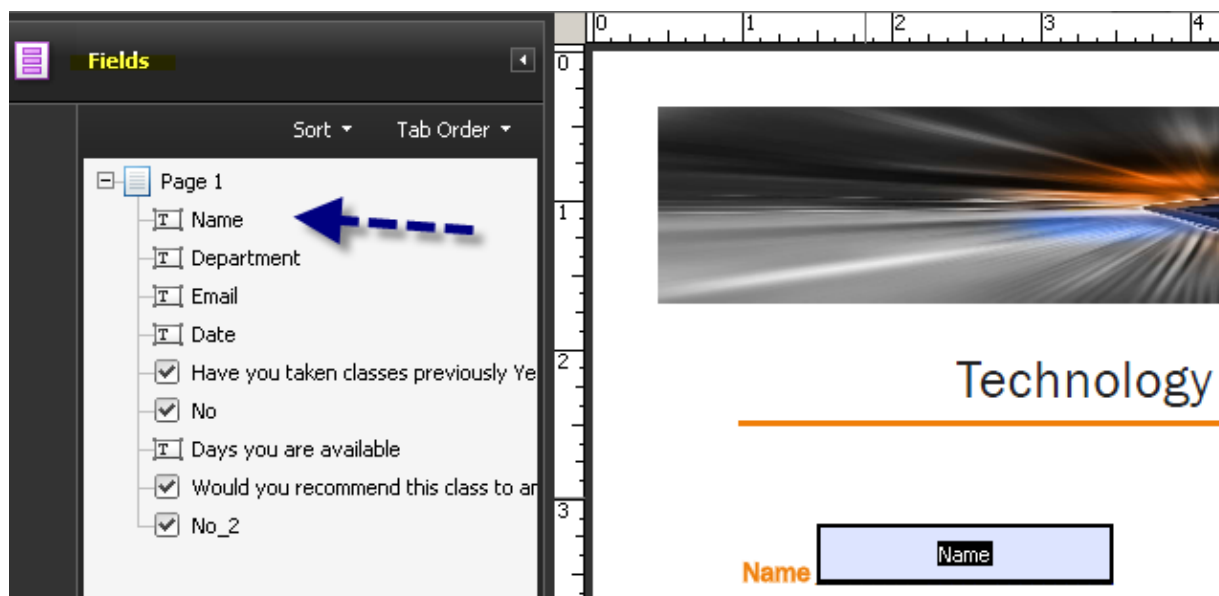 Fields
Sort
Tab Order
Page 1
Name
Department
Email
Date
Have you taken classes previously Ye
No
Days you are available
Would you recommend this class to ar
No_2
0 1 2 3 4
0
1
2
3
Technology
Name
Name